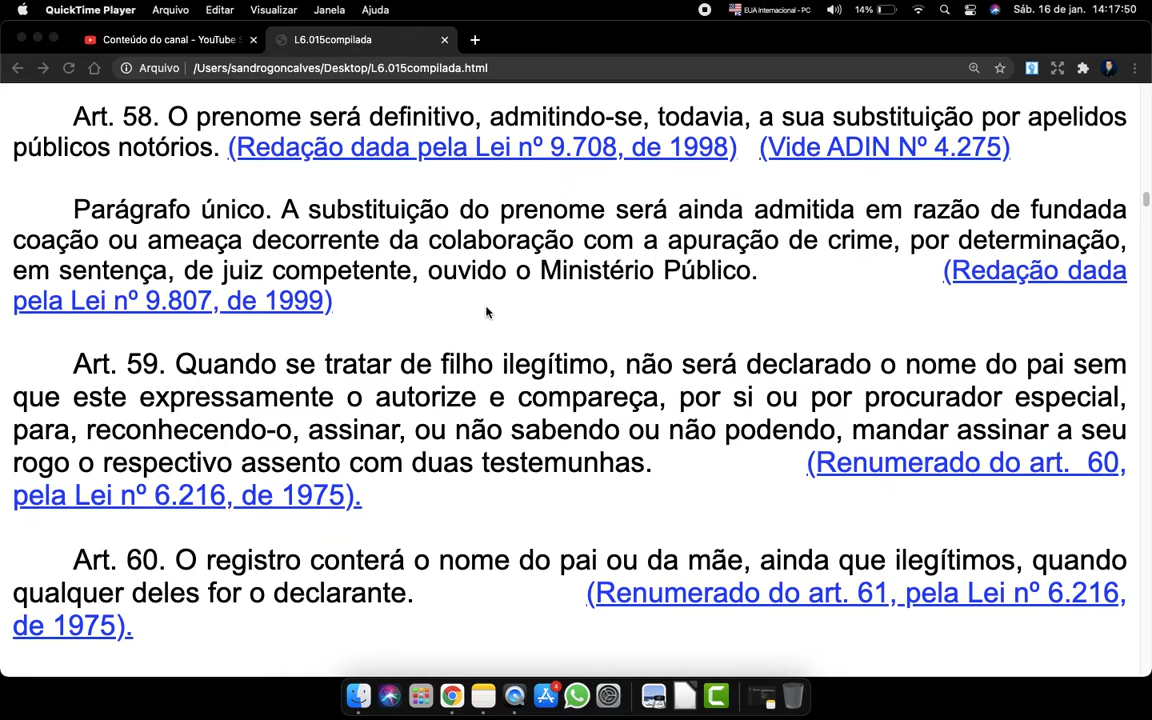 QuickTime Player Arquivo Editar Visualizar Janela Ajuda EUA Internacional - PC 14% Sáb. 16 de jan. 14:17:50
Conteúdo do canal - YouTube S L6.015compilada
Arquivo /Users/sandrogoncalves/Desktop/L6.015compilada.html
Art. 58. O prenome será definitivo, admitindo-se, todavia, a sua substituição por apelidos
públicos notórios. (Redação dada pela Lei nº 9.708, de 1998) (Vide ADIN Nº 4.275)
Parágrafo único. A substituição do prenome será ainda admitida em razão de fundada
coação ou ameaça decorrente da colaboração com a apuração de crime, por determinação,
em sentença, de juiz competente, ouvido o Ministério Público. (Redação dada
pela Lei nº 9.807, de 1999)
Art. 59. Quando se tratar de filho ilegítimo, não será declarado o nome do pai sem
que este expressamente o autorize e compareça, por si ou por procurador especial,
para, reconhecendo-o, assinar, ou não sabendo ou não podendo, mandar assinar a seu
rogo o respectivo assento com duas testemunhas. (Renumerado do art. 60,
pela Lei nº 6.216, de 1975).
Art. 60. O registro conterá o nome do pai ou da mãe, ainda que ilegítimos, quando
qualquer deles for o declarante. (Renumerado do art. 61, pela Lei nº 6.216,
de 1975).
4